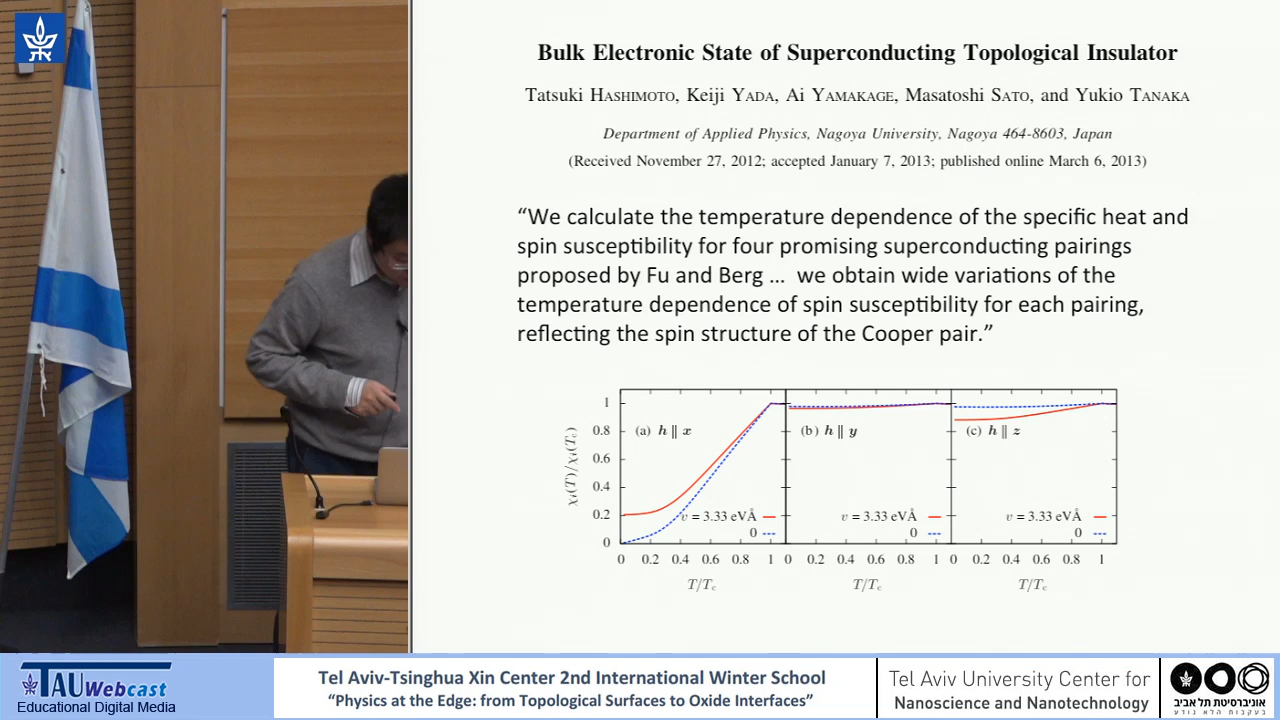 Bulk Electronic State of Superconducting Topological Insulator
Tatsuki HASHIMOTO, Keiji YADA, Ai YAMAKAGE, Masatoshi SATO, and Yukio TANAKA
Department of Applied Physics, Nagoya University, Nagoya 464-8603, Japan
(Received November 27, 2012; accepted January 7, 2013; published online March 6, 2013)
“We calculate the temperature dependence of the specific heat and
spin susceptibility for four promising superconducting pairings
proposed by Fu and Berg ... we obtain wide variations of the
temperature dependence of spin susceptibility for each pairing,
reflecting the spin structure of the Cooper pair.”
χᵢ(T)/χᵢ(T꜀)
1
0.8
0.6
0.4
0.2
0
(a) h ∥ x
v = 3.33 eVÅ
0
0 0.2 0.4 0.6 0.8 1
T/Tc
(b) h ∥ y
v = 3.33 eVÅ
0
0 0.2 0.4 0.6 0.8 1
T/Tc
(c) h ∥ z
v = 3.33 eVÅ
0
0 0.2 0.4 0.6 0.8 1
T/Tc
TAU Webcast
Educational Digital Media
Tel Aviv-Tsinghua Xin Center 2nd International Winter School
“Physics at the Edge: from Topological Surfaces to Oxide Interfaces”
Tel Aviv University Center for
Nanoscience and Nanotechnology
אוניברסיטת תל אביב